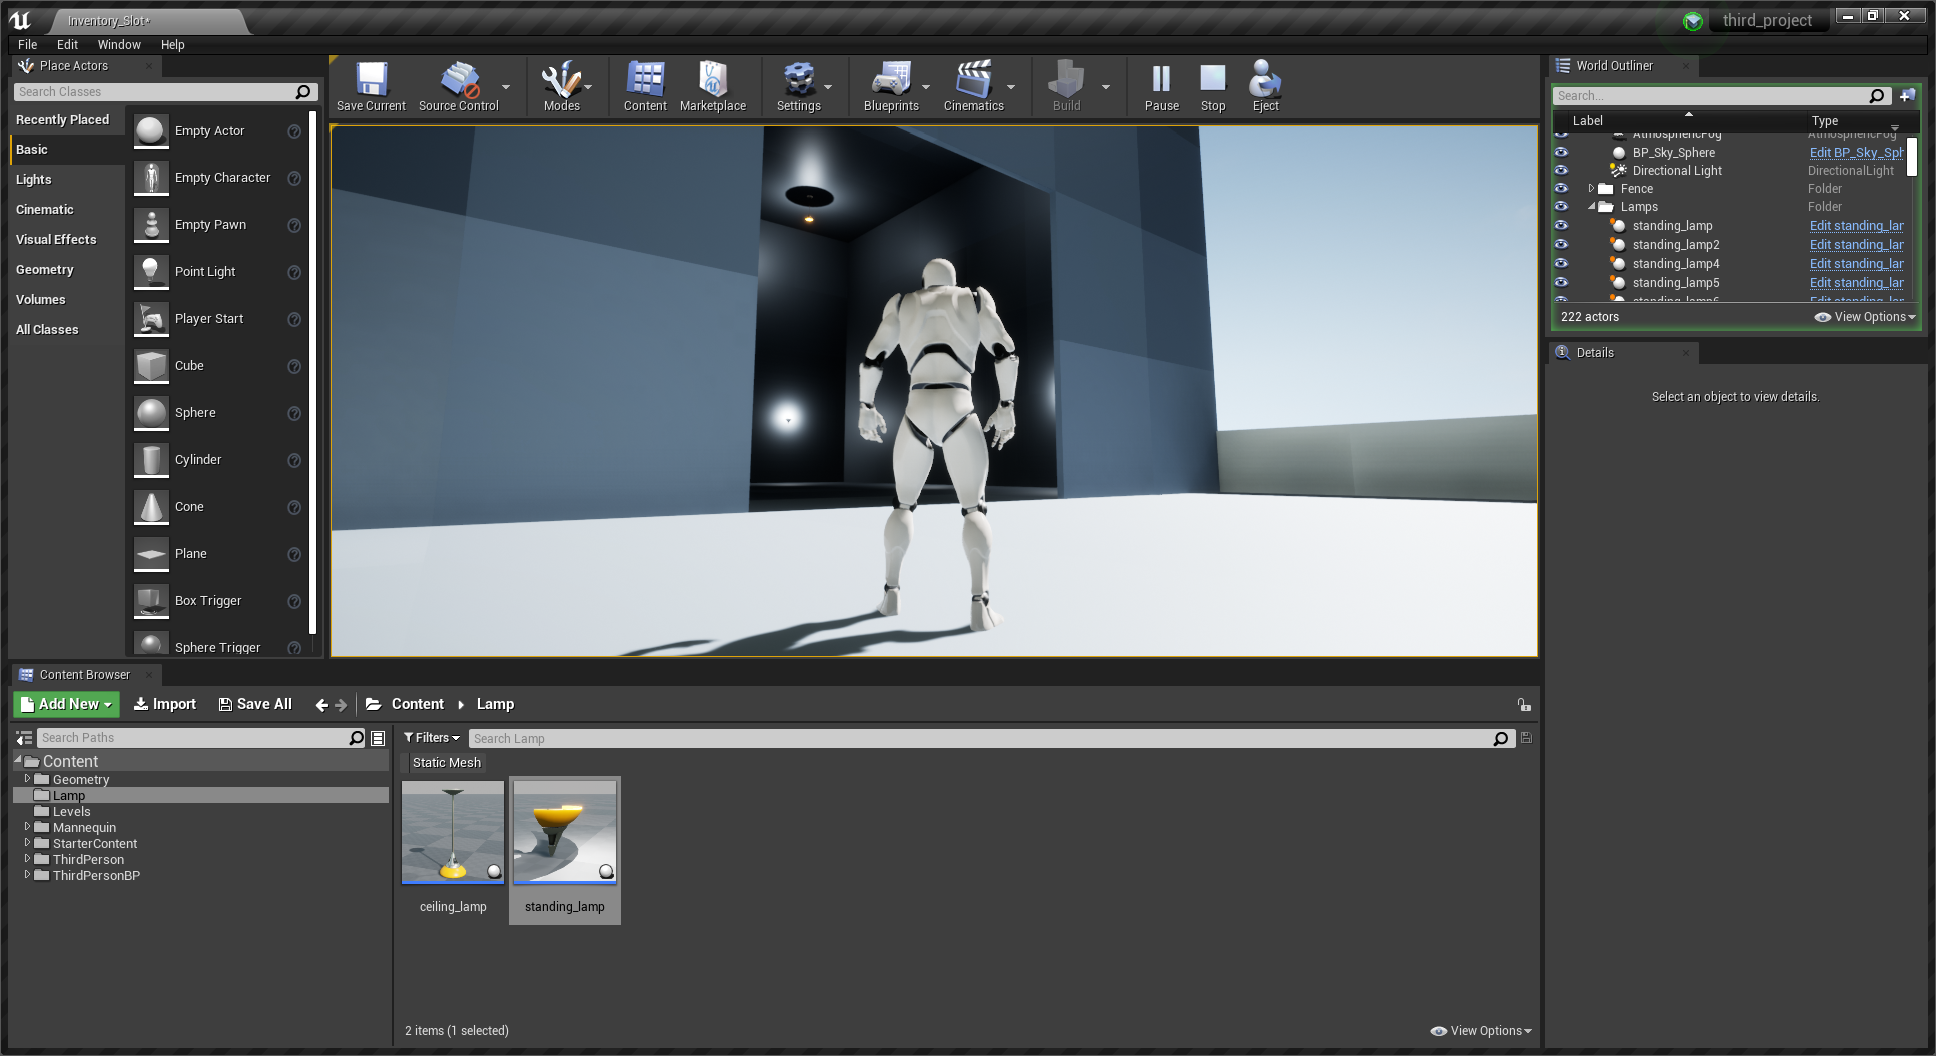 Inventory_Slot*
third_project
File Edit Window Help
Place Actors
Search Classes
Recently Placed
Basic
Lights
Cinematic
Visual Effects
Geometry
Volumes
All Classes
Empty Actor
Empty Character
Empty Pawn
Point Light
Player Start
Cube
Sphere
Cylinder
Cone
Plane
Box Trigger
Sphere Trigger
Save Current
Source Control
Modes
Content
Marketplace
Settings
Blueprints
Cinematics
Build
Pause
Stop
Eject
World Outliner
Search...
Label Type
AtmosphericFog AtmosphericFog
BP_Sky_Sphere Edit BP_Sky_Sph
Directional Light DirectionalLight
Fence Folder
Lamps Folder
standing_lamp Edit standing_lar
standing_lamp2 Edit standing_lar
standing_lamp4 Edit standing_lar
standing_lamp5 Edit standing_lar
standing_lamp6 Edit standing_lar
222 actors View Options
Details
Select an object to view details.
Content Browser
Add New Import Save All Content Lamp
Search Paths
Content
Geometry
Lamp
Levels
Mannequin
StarterContent
ThirdPerson
ThirdPersonBP
Filters Search Lamp
Static Mesh
ceiling_lamp
standing_lamp
2 items (1 selected) View Options